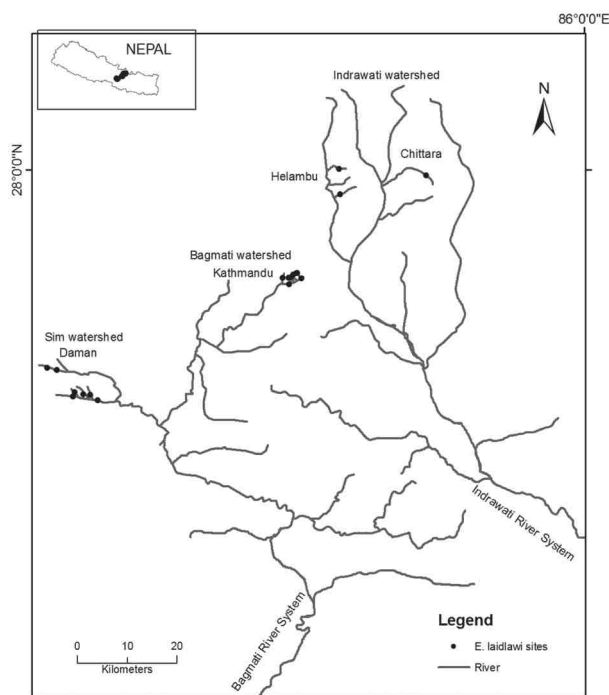 86°0'0"E
NEPAL
Indrawati watershed
N
28°0'0"N
Chittara
Helambu
Bagmati watershed
Kathmandu
Sim watershed
Daman
Indrawati River System
Bagmati River System
Legend
E. laidlawi sites
River
0 10 20
Kilometers